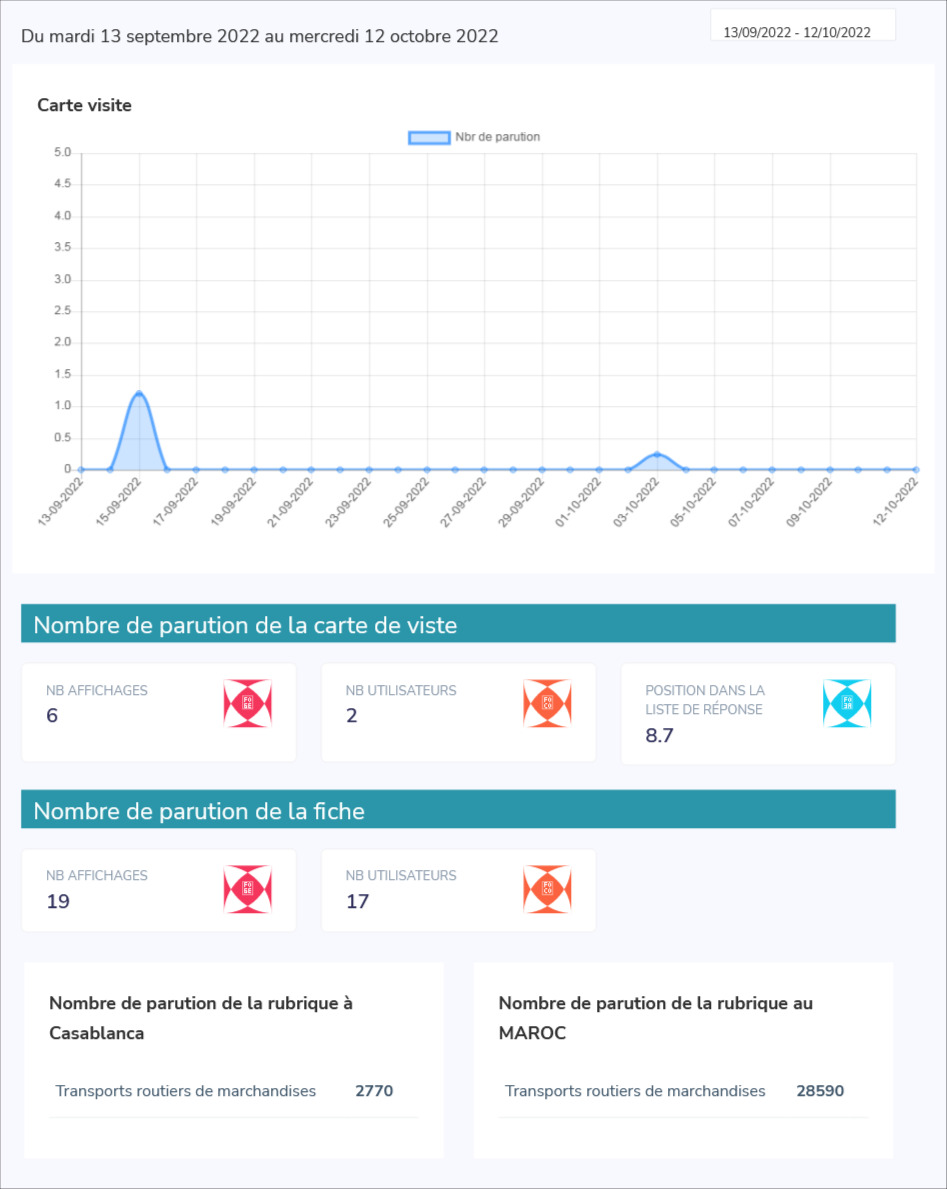 Du mardi 13 septembre 2022 au mercredi 12 octobre 2022
13/09/2022 - 12/10/2022
Carte visite
Nbr de parution
5.0
4.5
4.0
3.5
3.0
2.5
2.0
1.5
1.0
0.5
0
13-09-2022
15-09-2022
17-09-2022
19-09-2022
21-09-2022
23-09-2022
25-09-2022
27-09-2022
29-09-2022
01-10-2022
03-10-2022
05-10-2022
07-10-2022
09-10-2022
12-10-2022
Nombre de parution de la carte de viste
NB AFFICHAGES
6
NB UTILISATEURS
2
POSITION DANS LA
LISTE DE RÉPONSE
8.7
Nombre de parution de la fiche
NB AFFICHAGES
19
NB UTILISATEURS
17
Nombre de parution de la rubrique à
Casablanca
Transports routiers de marchandises 2770
Nombre de parution de la rubrique au
MAROC
Transports routiers de marchandises 28590